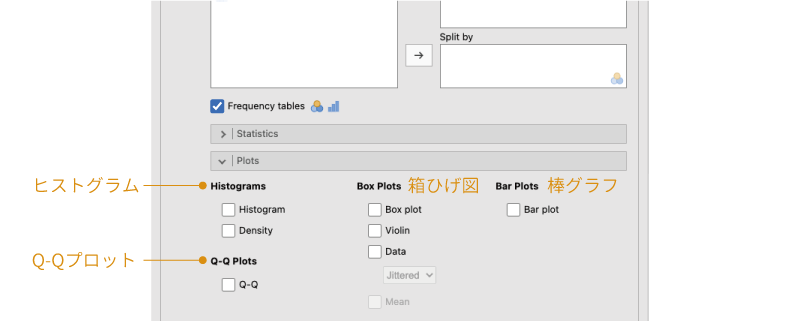 Split by
→
Frequency tables
Statistics
Plots
ヒストグラム
Histograms
Box Plots 箱ひげ図
Bar Plots 棒グラフ
Histogram
Box plot
Bar plot
Density
Violin
Data
Q-Qプロット
Q-Q Plots
Jittered
Q-Q
Mean